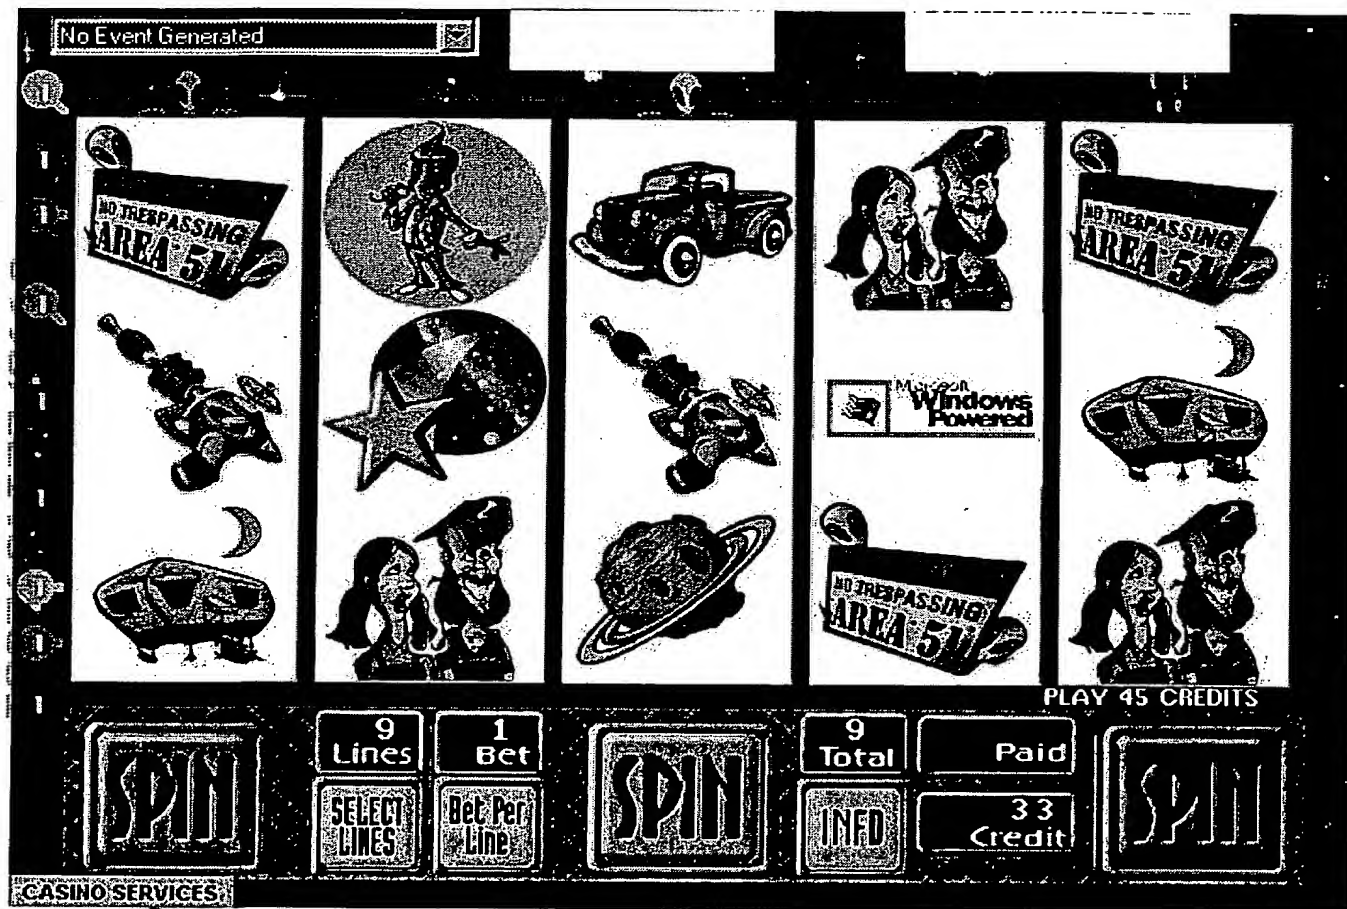 No Event Generated
NO TRESPASSING
AREA 51
NO TRESPASSING
AREA 51
Microsoft
Windows
Powered
NO TRESPASSING
AREA 51
PLAY 45 CREDITS
SPIN
9
Lines
1
Bet
SELECT
LINES
Bet Per
Line
SPIN
9
Total
INFO
Paid
33
Credit
SPIN
CASINO SERVICES